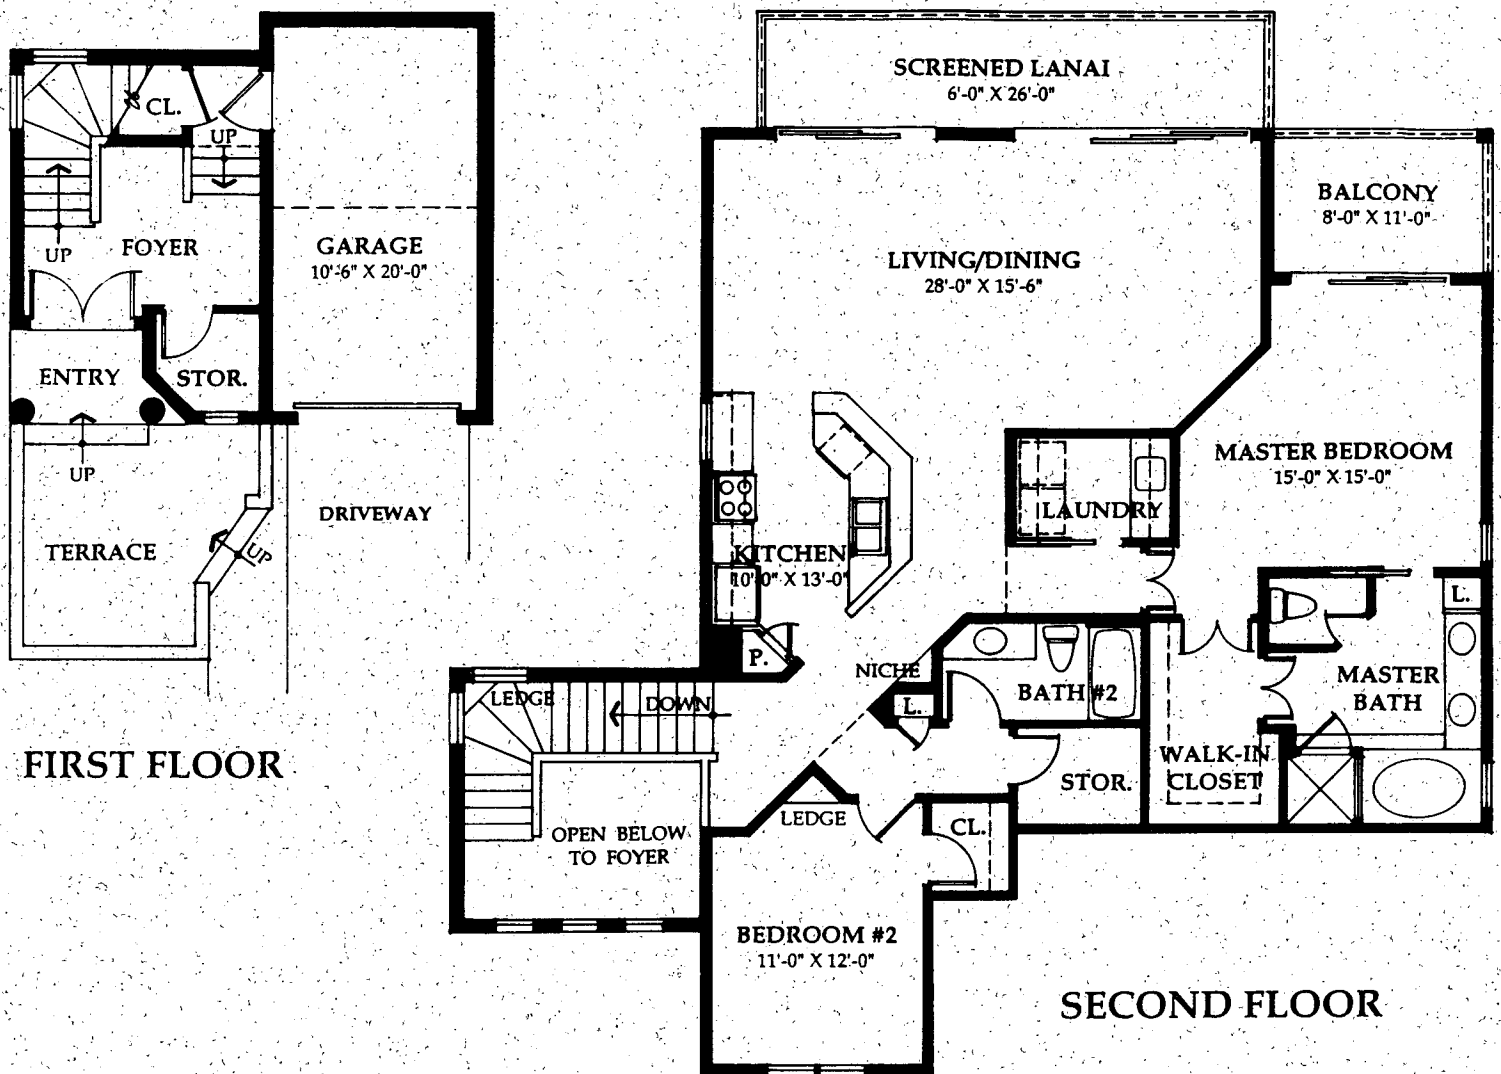 CL.
UP
UP
FOYER
GARAGE
10'-6" X 20'-0"
ENTRY
STOR.
UP
DRIVEWAY
TERRACE
UP
FIRST FLOOR
SCREENED LANAI
6'-0" X 26'-0"
BALCONY
8'-0" X 11'-0"
LIVING/DINING
28'-0" X 15'-6"
MASTER BEDROOM
15'-0" X 15'-0"
LAUNDRY
KITCHEN
10'-0" X 13'-0"
L.
P.
NICHE
BATH #2
MASTER
BATH
LEDGE
DOWN
L.
WALK-IN
CLOSET
STOR.
LEDGE
CL.
OPEN BELOW
TO FOYER
BEDROOM #2
11'-0" X 12'-0"
SECOND FLOOR